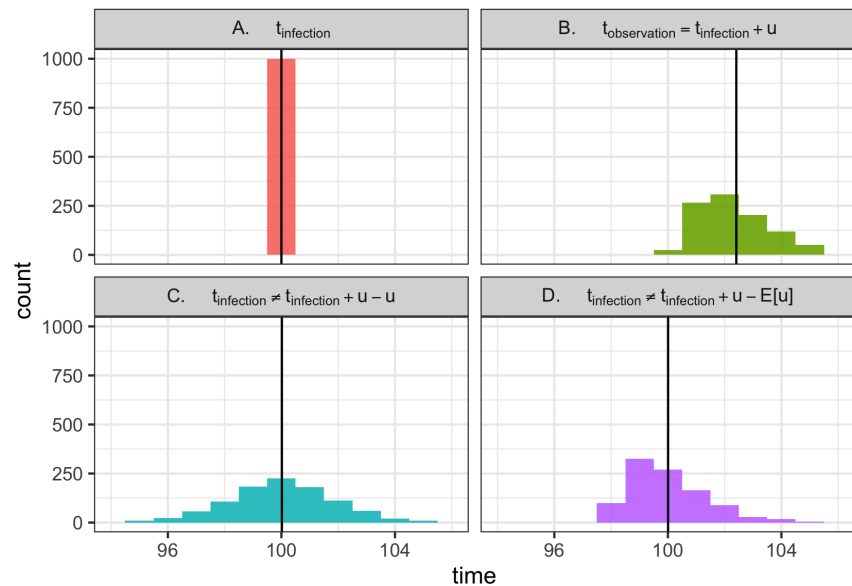 A. t_infection
B. t_observation = t_infection + u
1000
750
500
250
0
C. t_infection ≠ t_infection + u − u
D. t_infection ≠ t_infection + u − E[u]
1000
750
500
250
0
count
96 100 104
96 100 104
time